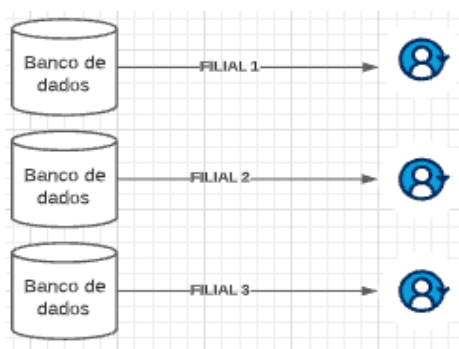 Banco de
dados
FILIAL 1
Banco de
dados
FILIAL 2
Banco de
dados
FILIAL 3